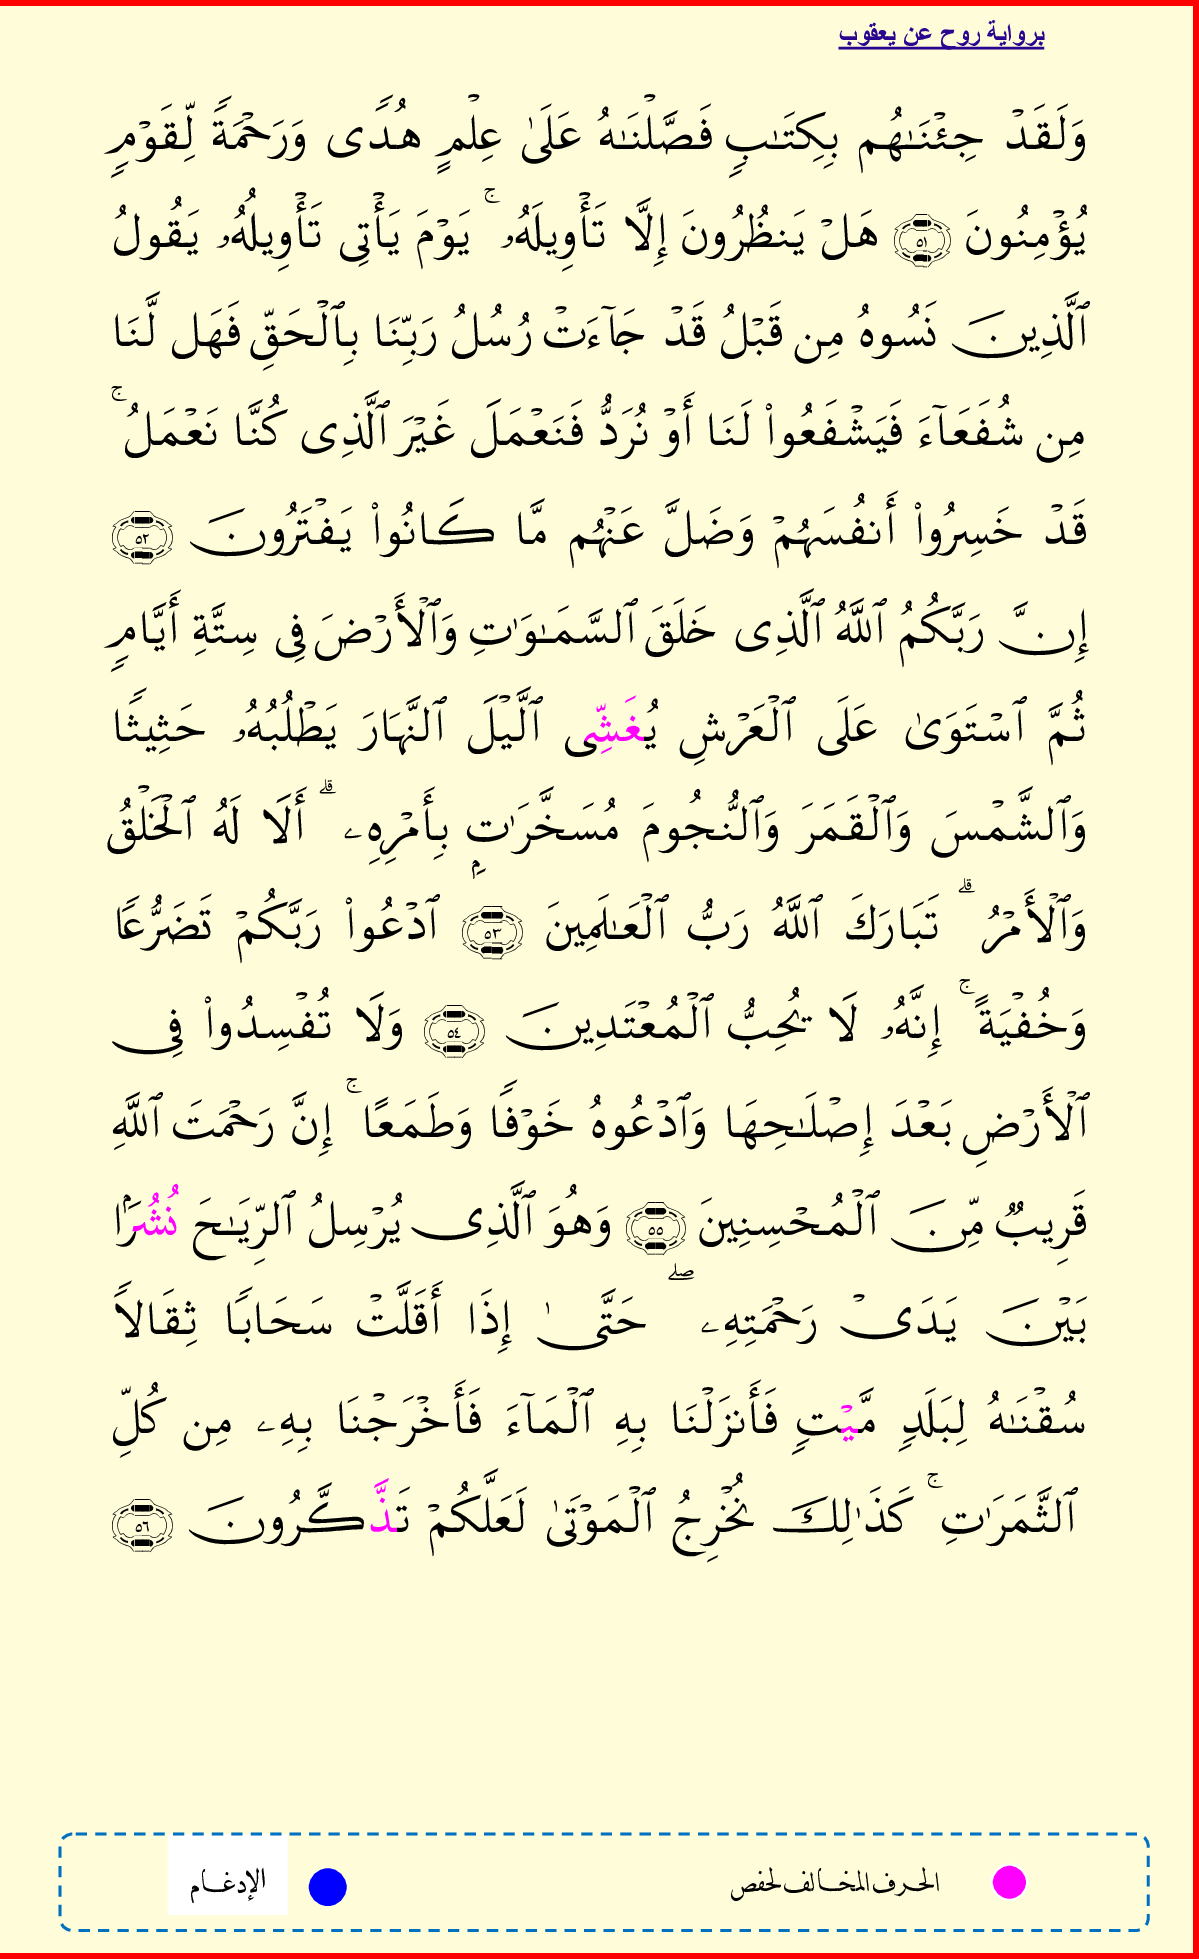 برواية روح عن يعقوب
وَلَقَدۡ جِئۡنَٰهُم بِكِتَٰبٖ فَصَّلۡنَٰهُ عَلَىٰ عِلۡمٍ هُدٗى وَرَحۡمَةٗ لِّقَوۡمٖ
يُؤۡمِنُونَ ٥١ هَلۡ يَنظُرُونَ إِلَّا تَأۡوِيلَهُۥۚ يَوۡمَ يَأۡتِي تَأۡوِيلُهُۥ يَقُولُ
ٱلَّذِينَ نَسُوهُ مِن قَبۡلُ قَدۡ جَآءَتۡ رُسُلُ رَبِّنَا بِٱلۡحَقِّ فَهَل لَّنَا
مِن شُفَعَآءَ فَيَشۡفَعُواْ لَنَا أَوۡ نُرَدُّ فَنَعۡمَلَ غَيۡرَ ٱلَّذِي كُنَّا نَعۡمَلُۚ
قَدۡ خَسِرُواْ أَنفُسَهُمۡ وَضَلَّ عَنۡهُم مَّا كَانُواْ يَفۡتَرُونَ ٥٢
إِنَّ رَبَّكُمُ ٱللَّهُ ٱلَّذِي خَلَقَ ٱلسَّمَٰوَٰتِ وَٱلۡأَرۡضَ فِي سِتَّةِ أَيَّامٖ
ثُمَّ ٱسۡتَوَىٰ عَلَى ٱلۡعَرۡشِ يُغَشِّي ٱلَّيۡلَ ٱلنَّهَارَ يَطۡلُبُهُۥ حَثِيثٗا
وَٱلشَّمۡسَ وَٱلۡقَمَرَ وَٱلنُّجُومَ مُسَخَّرَٰتِۭ بِأَمۡرِهِۦۗ أَلَا لَهُ ٱلۡخَلۡقُ
وَٱلۡأَمۡرُۗ تَبَارَكَ ٱللَّهُ رَبُّ ٱلۡعَٰلَمِينَ ٥٣ ٱدۡعُواْ رَبَّكُمۡ تَضَرُّعٗا
وَخُفۡيَةًۚ إِنَّهُۥ لَا يُحِبُّ ٱلۡمُعۡتَدِينَ ٥٤ وَلَا تُفۡسِدُواْ فِي
ٱلۡأَرۡضِ بَعۡدَ إِصۡلَٰحِهَا وَٱدۡعُوهُ خَوۡفٗا وَطَمَعًاۚ إِنَّ رَحۡمَتَ ٱللَّهِ
قَرِيبٞ مِّنَ ٱلۡمُحۡسِنِينَ ٥٥ وَهُوَ ٱلَّذِي يُرۡسِلُ ٱلرِّيَٰحَ نُشُرَۢا
بَيۡنَ يَدَيۡ رَحۡمَتِهِۦۖ حَتَّىٰ إِذَا أَقَلَّتۡ سَحَابٗا ثِقَالٗا
سُقۡنَٰهُ لِبَلَدٖ مَّيۡتٖ فَأَنزَلۡنَا بِهِ ٱلۡمَآءَ فَأَخۡرَجۡنَا بِهِۦ مِن كُلِّ
ٱلثَّمَرَٰتِۚ كَذَٰلِكَ نُخۡرِجُ ٱلۡمَوۡتَىٰ لَعَلَّكُمۡ تَذَّكَّرُونَ ٥٦
الحرف المخالف لحفص
الإدغام